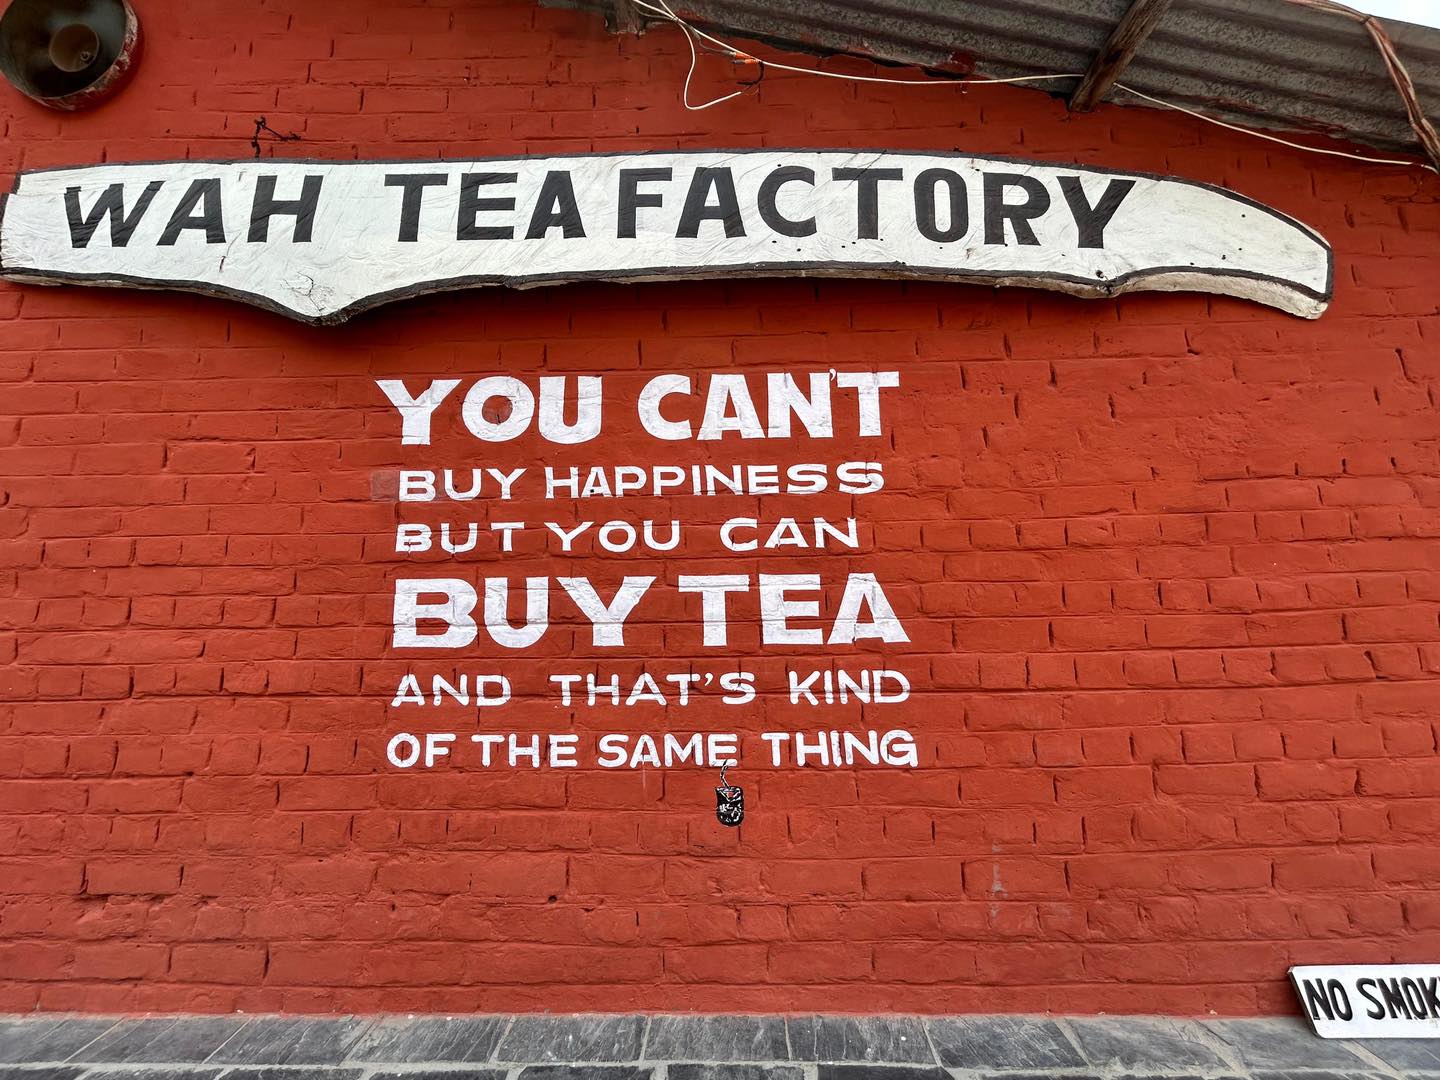 WAH TEA FACTORY
YOU CAN'T
BUY HAPPINESS
BUT YOU CAN
BUY TEA
AND THAT'S KIND
OF THE SAME THING
NO SMOK